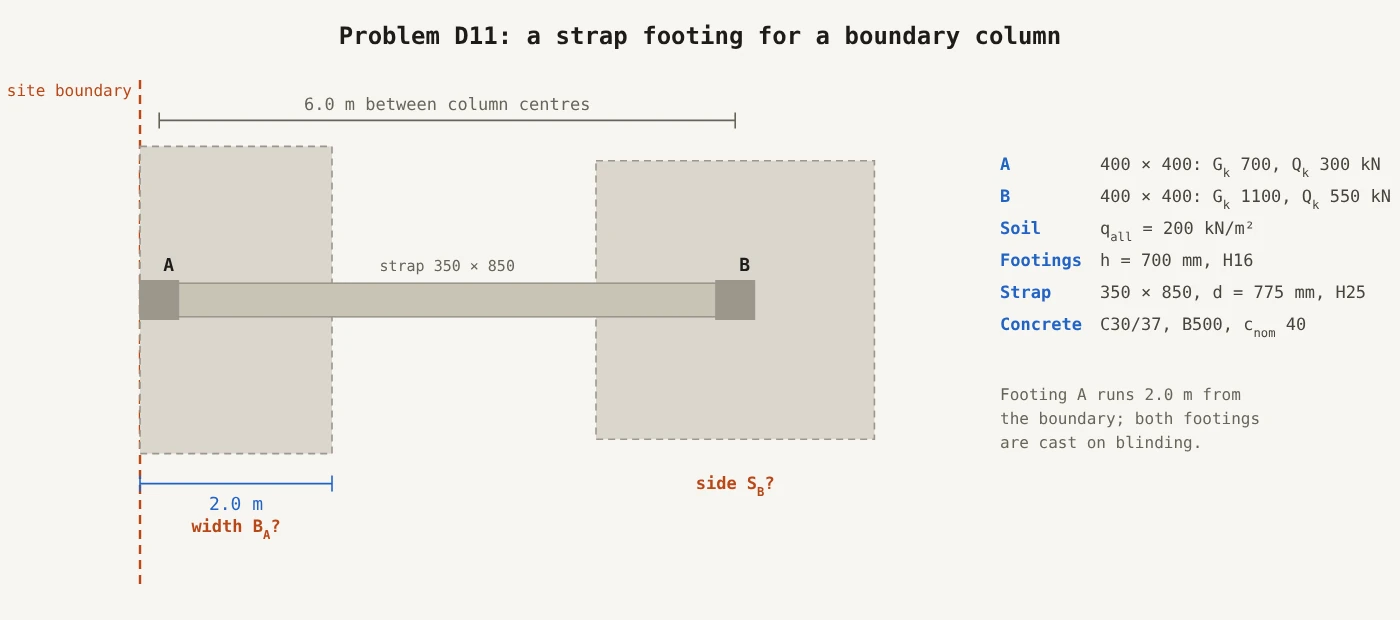 Problem D11: a strap footing for a boundary column
site boundary
6.0 m between column centres
A
B
strap 350 × 850
2.0 m
width B_A?
side S_B?
A 400 × 400: G_k 700, Q_k 300 kN
B 400 × 400: G_k 1100, Q_k 550 kN
Soil q_all = 200 kN/m²
Footings h = 700 mm, H16
Strap 350 × 850, d = 775 mm, H25
Concrete C30/37, B500, c_nom 40
Footing A runs 2.0 m from
the boundary; both footings
are cast on blinding.